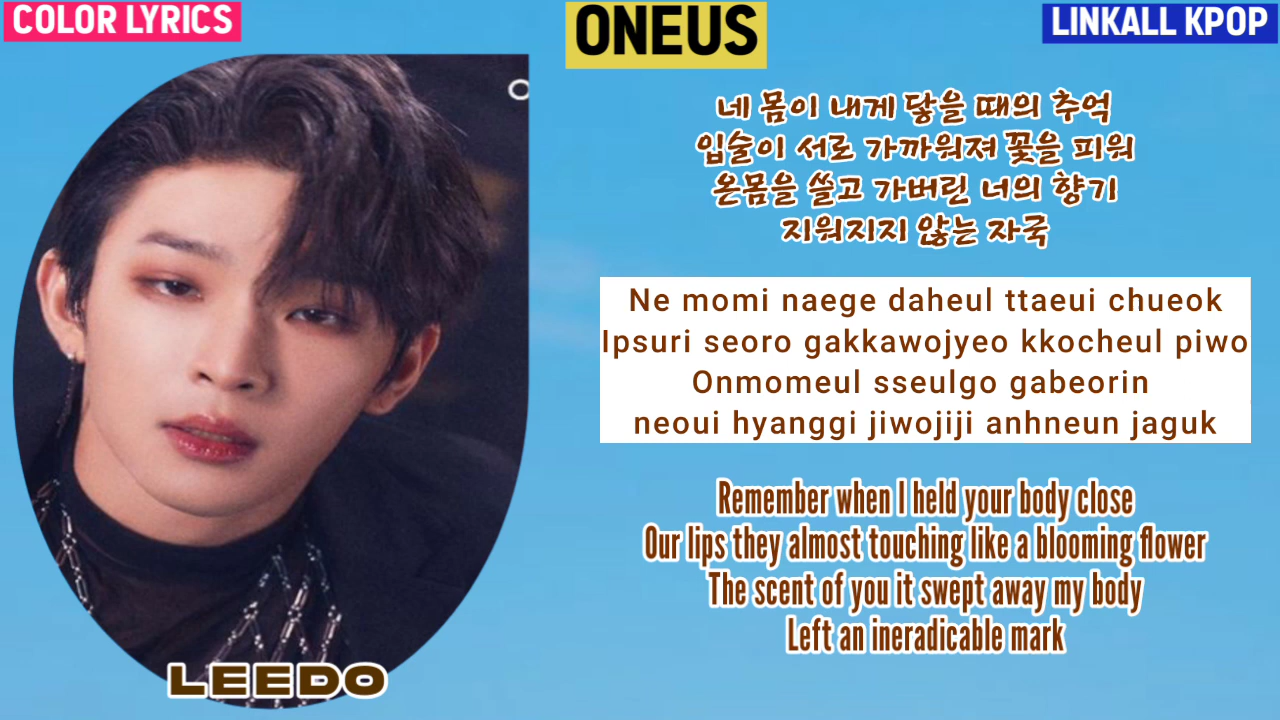 COLOR LYRICS
ONEUS
LINKALL KPOP
네 몸이 내게 닿을 때의 추억
입술이 서로 가까워져 꽃을 피워
온몸을 쓸고 가버린 너의 향기
지워지지 않는 자국
Ne momi naege daheul ttaeui chueok
Ipsuri seoro gakkawojyeo kkocheul piwo
Onmomeul sseulgo gabeorin
neoui hyanggi jiwojiji anhneun jaguk
Remember when I held your body close
Our lips they almost touching like a blooming flower
The scent of you it swept away my body
Left an ineradicable mark
LEEDO